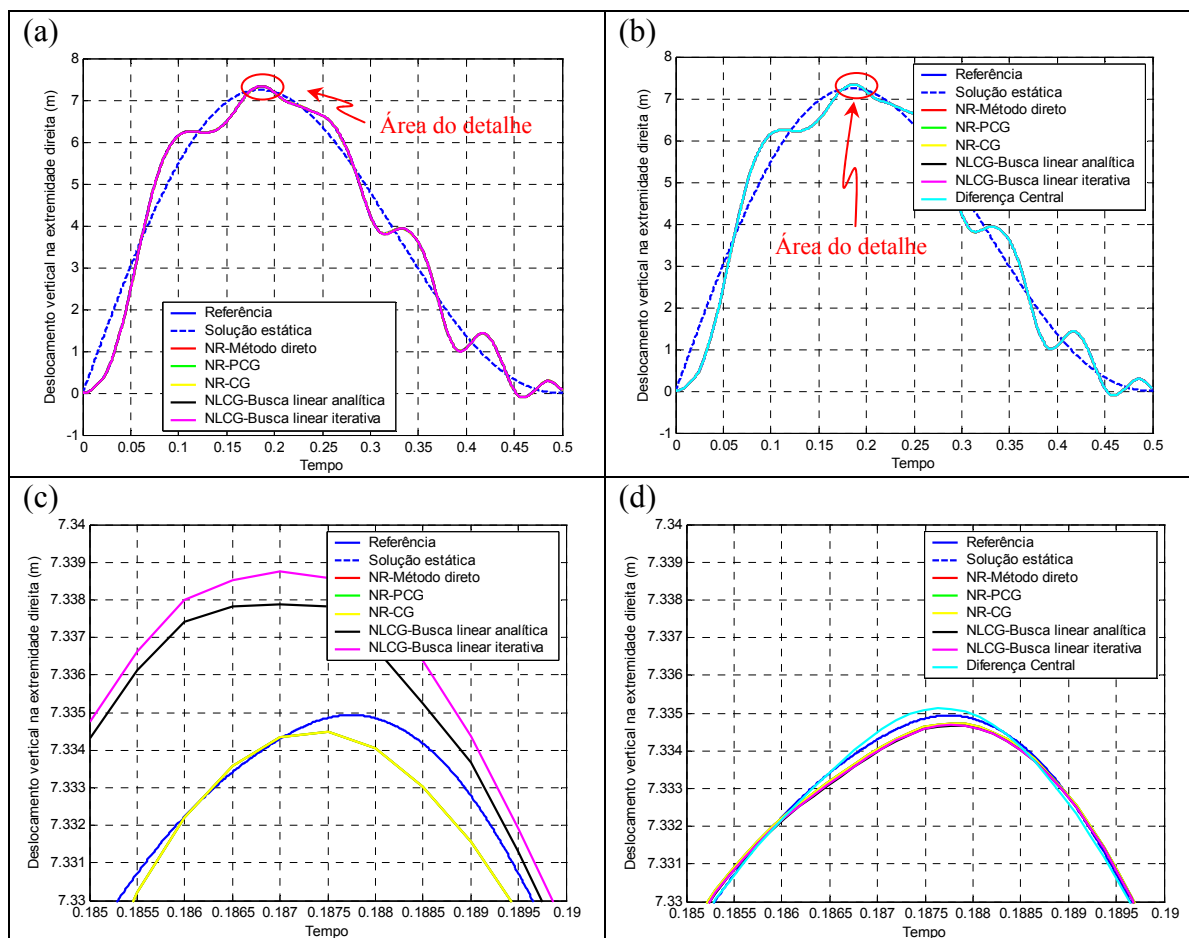 (a)
8
7
6
5
4
3
2
1
0
-1
0
0.05
0.1
0.15
0.2
0.25
0.3
0.35
0.4
0.45
0.5
Tempo
Deslocamento vertical na extremidade direita (m)
Área do detalhe
Referência
Solução estática
NR-Método direto
NR-PCG
NR-CG
NLCG-Busca linear analítica
NLCG-Busca linear iterativa
(b)
8
7
6
5
4
3
2
1
0
-1
0
0.05
0.1
0.15
0.2
0.25
0.3
0.35
0.4
0.45
0.5
Tempo
Deslocamento vertical na extremidade direita (m)
Referência
Solução estática
NR-Método direto
NR-PCG
NR-CG
NLCG-Busca linear analítica
NLCG-Busca linear iterativa
Diferença Central
Área do detalhe
(c)
7.34
7.339
7.338
7.337
7.336
7.335
7.334
7.333
7.332
7.331
7.33
0.185
0.1855
0.186
0.1865
0.187
0.1875
0.188
0.1885
0.189
0.1895
0.19
Tempo
Deslocamento vertical na extremidade direita (m)
Referência
Solução estática
NR-Método direto
NR-PCG
NR-CG
NLCG-Busca linear analítica
NLCG-Busca linear iterativa
(d)
7.34
7.339
7.338
7.337
7.336
7.335
7.334
7.333
7.332
7.331
7.33
0.185
0.1855
0.186
0.1865
0.187
0.1875
0.188
0.1885
0.189
0.1895
0.19
Tempo
Deslocamento vertical na extremidade direita (m)
Referência
Solução estática
NR-Método direto
NR-PCG
NR-CG
NLCG-Busca linear analítica
NLCG-Busca linear iterativa
Diferença Central